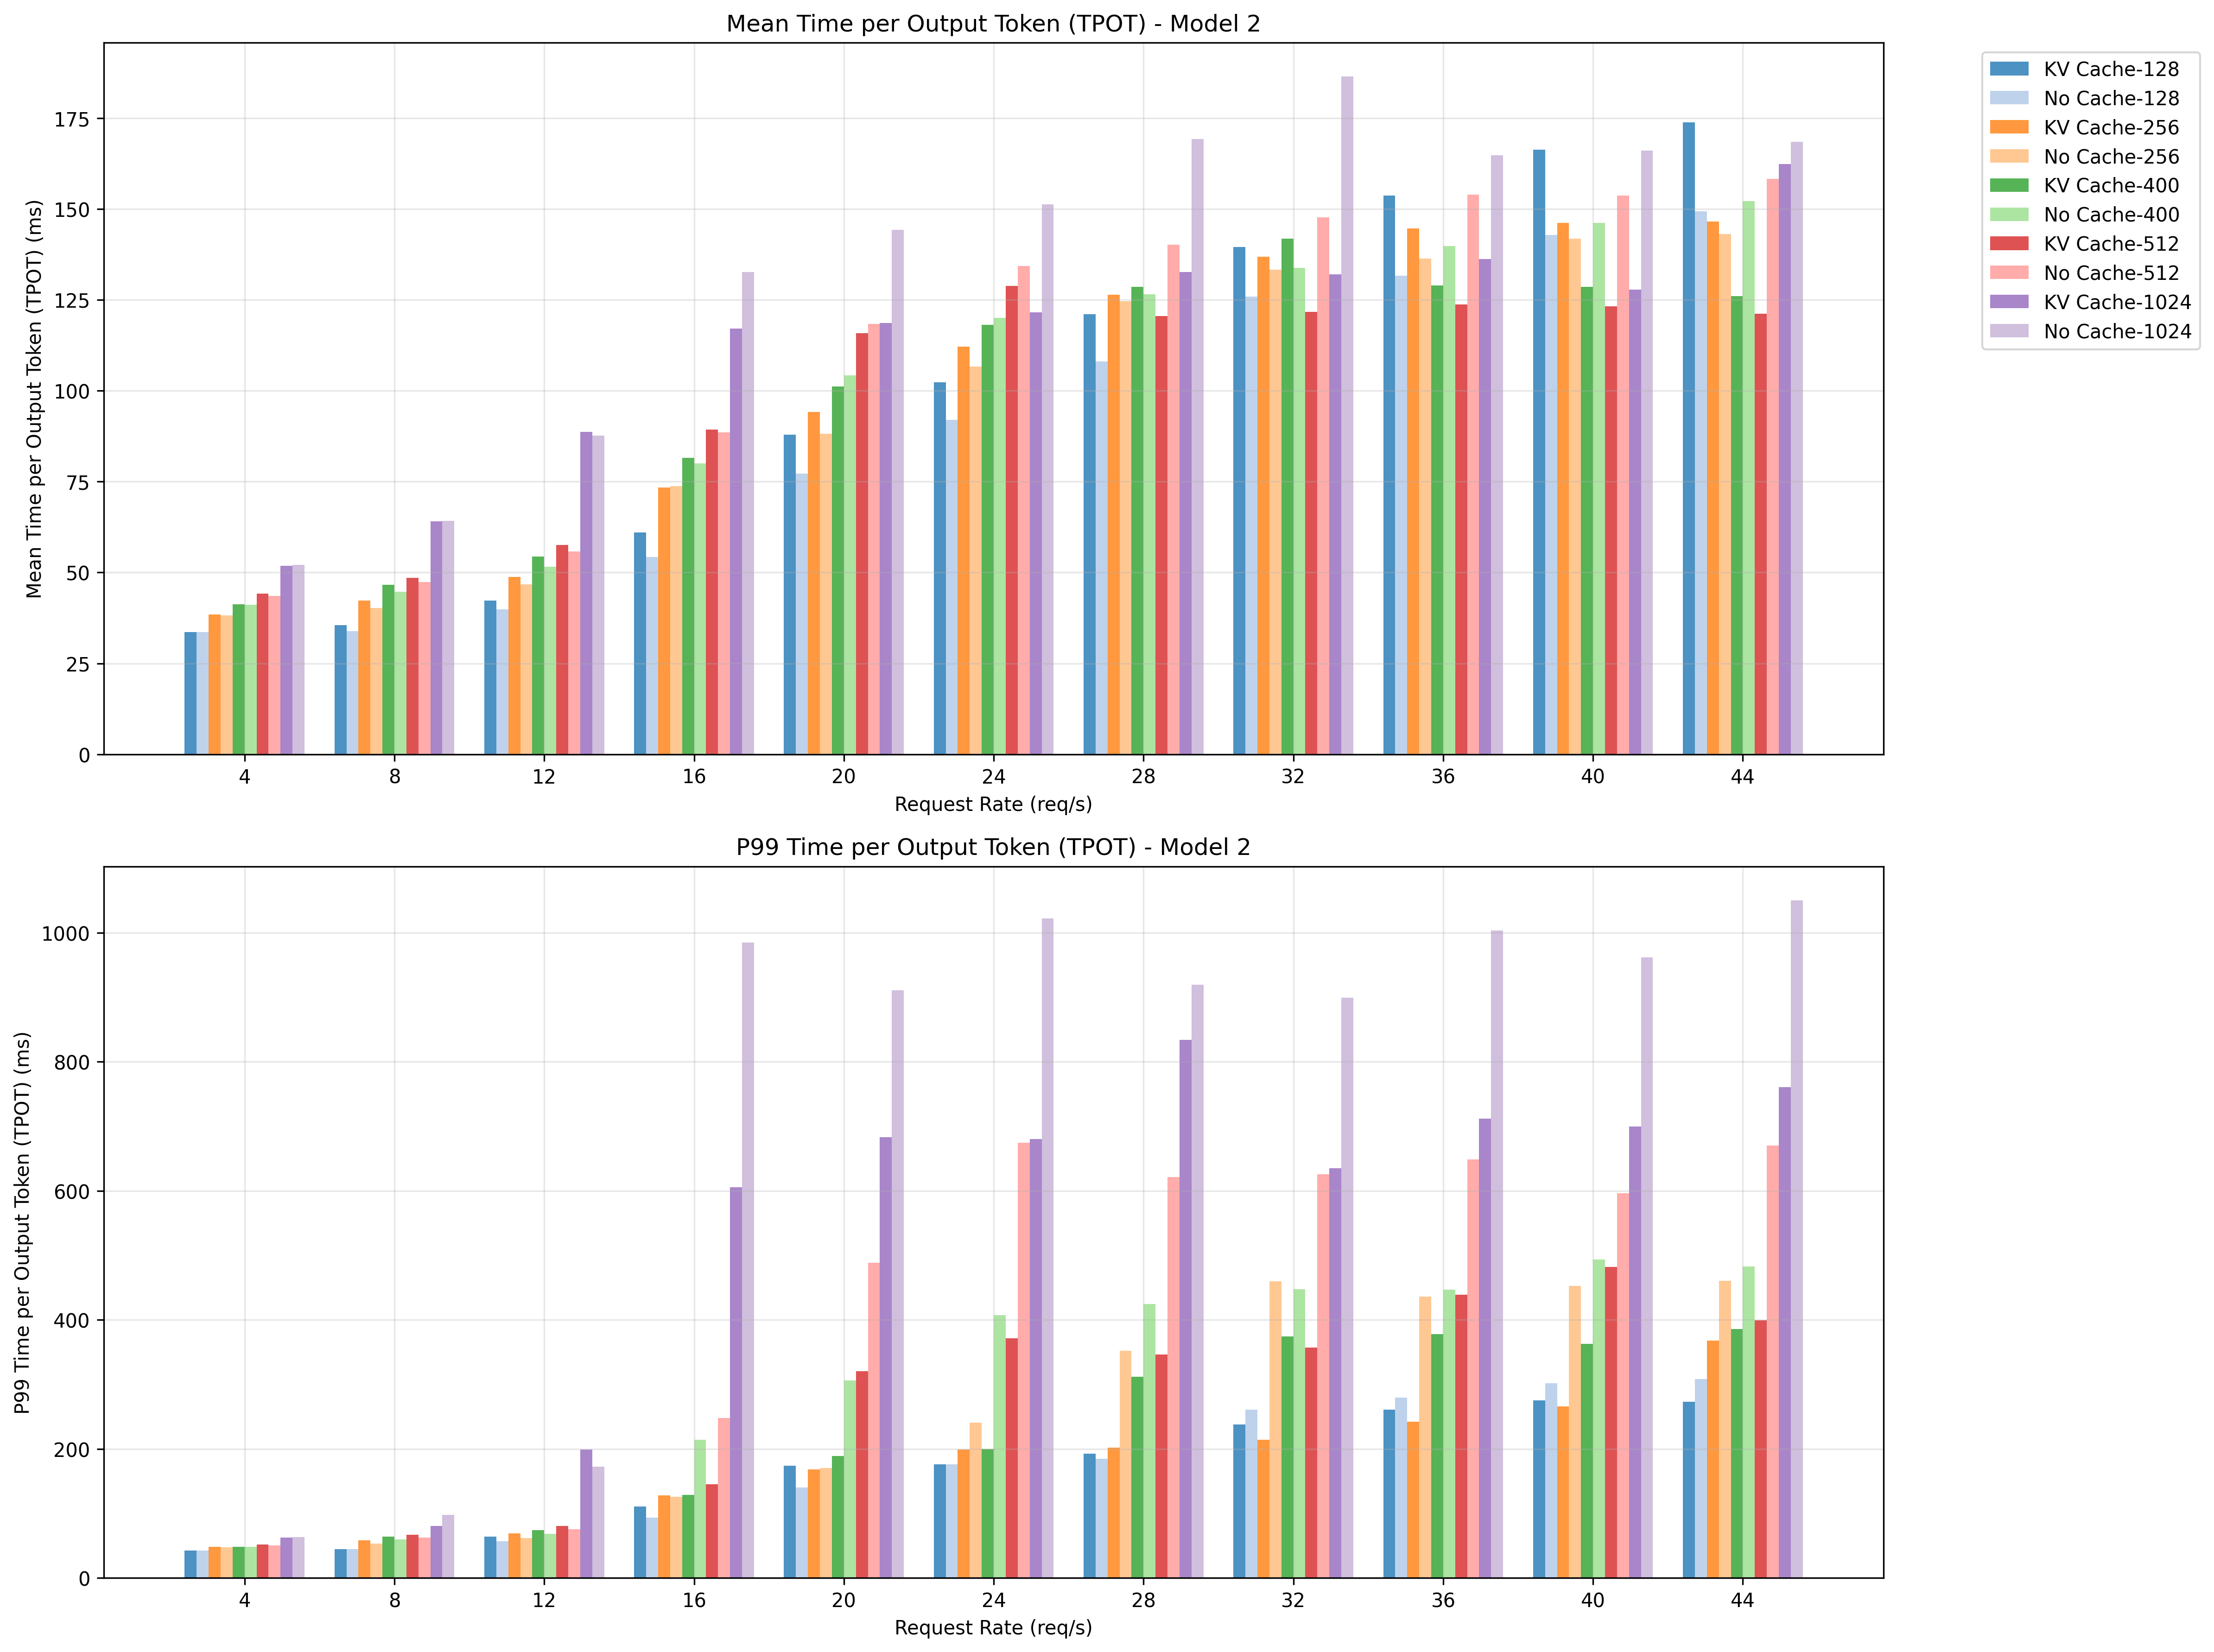 Mean Time per Output Token (TPOT) - Model 2
Mean Time per Output Token (TPOT) (ms)
175
150
125
100
75
50
25
0
4 8 12 16 20 24 28 32 36 40 44
Request Rate (req/s)
KV Cache-128
No Cache-128
KV Cache-256
No Cache-256
KV Cache-400
No Cache-400
KV Cache-512
No Cache-512
KV Cache-1024
No Cache-1024
P99 Time per Output Token (TPOT) - Model 2
P99 Time per Output Token (TPOT) (ms)
1000
800
600
400
200
0
4 8 12 16 20 24 28 32 36 40 44
Request Rate (req/s)